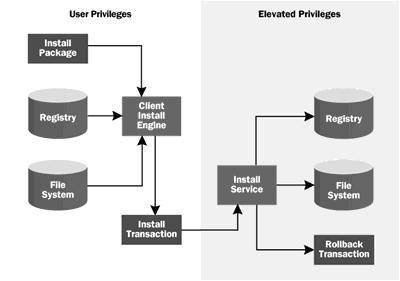 User Privileges
Elevated Privileges
Install
Package
Registry
Client
Install
Engine
File
System
Install
Transaction
Install
Service
Registry
File
System
Rollback
Transaction